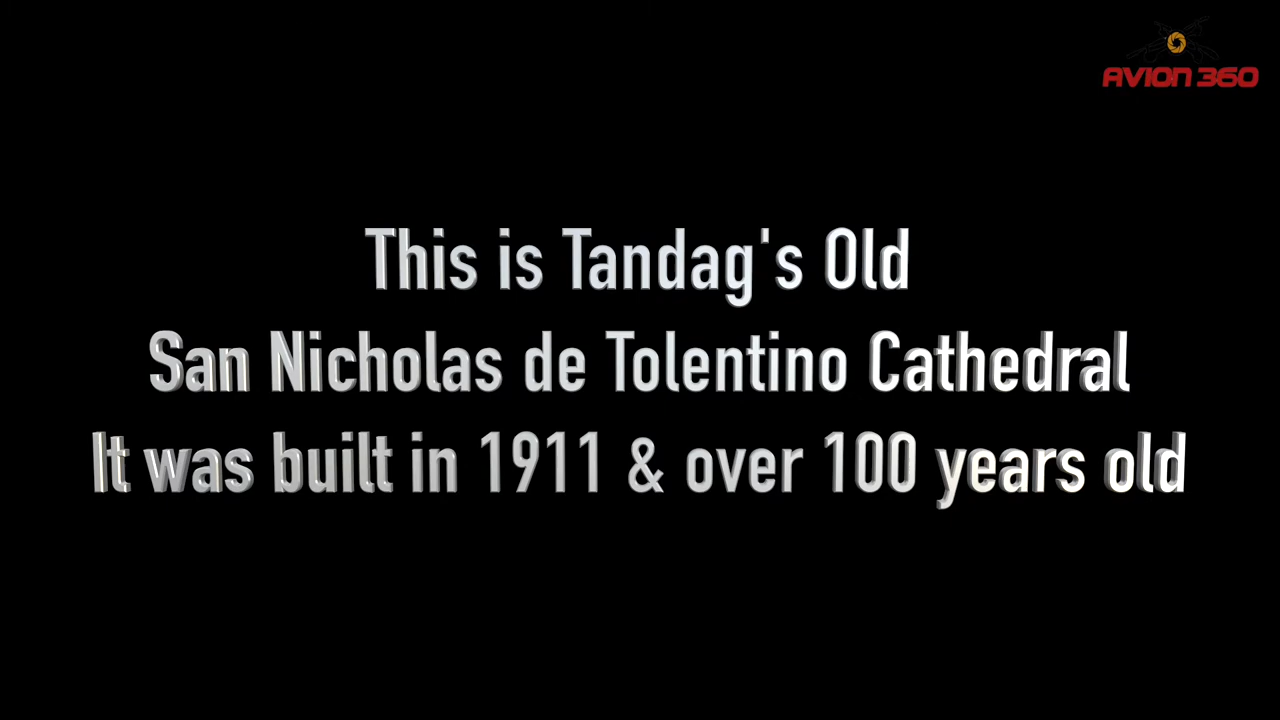 AVION 360
This is Tandag's Old
San Nicholas de Tolentino Cathedral
It was built in 1911 & over 100 years old